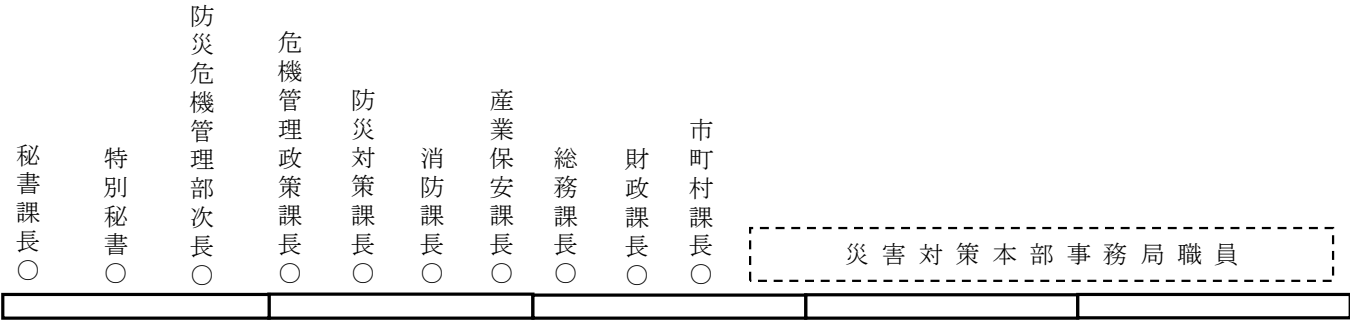 秘書課長○
特別秘書○
防災危機管理部次長○
危機管理政策課長○
防災対策課長○
消防課長○
産業保安課長○
総務課長○
財政課長○
市町村課長○
災害対策本部事務局職員